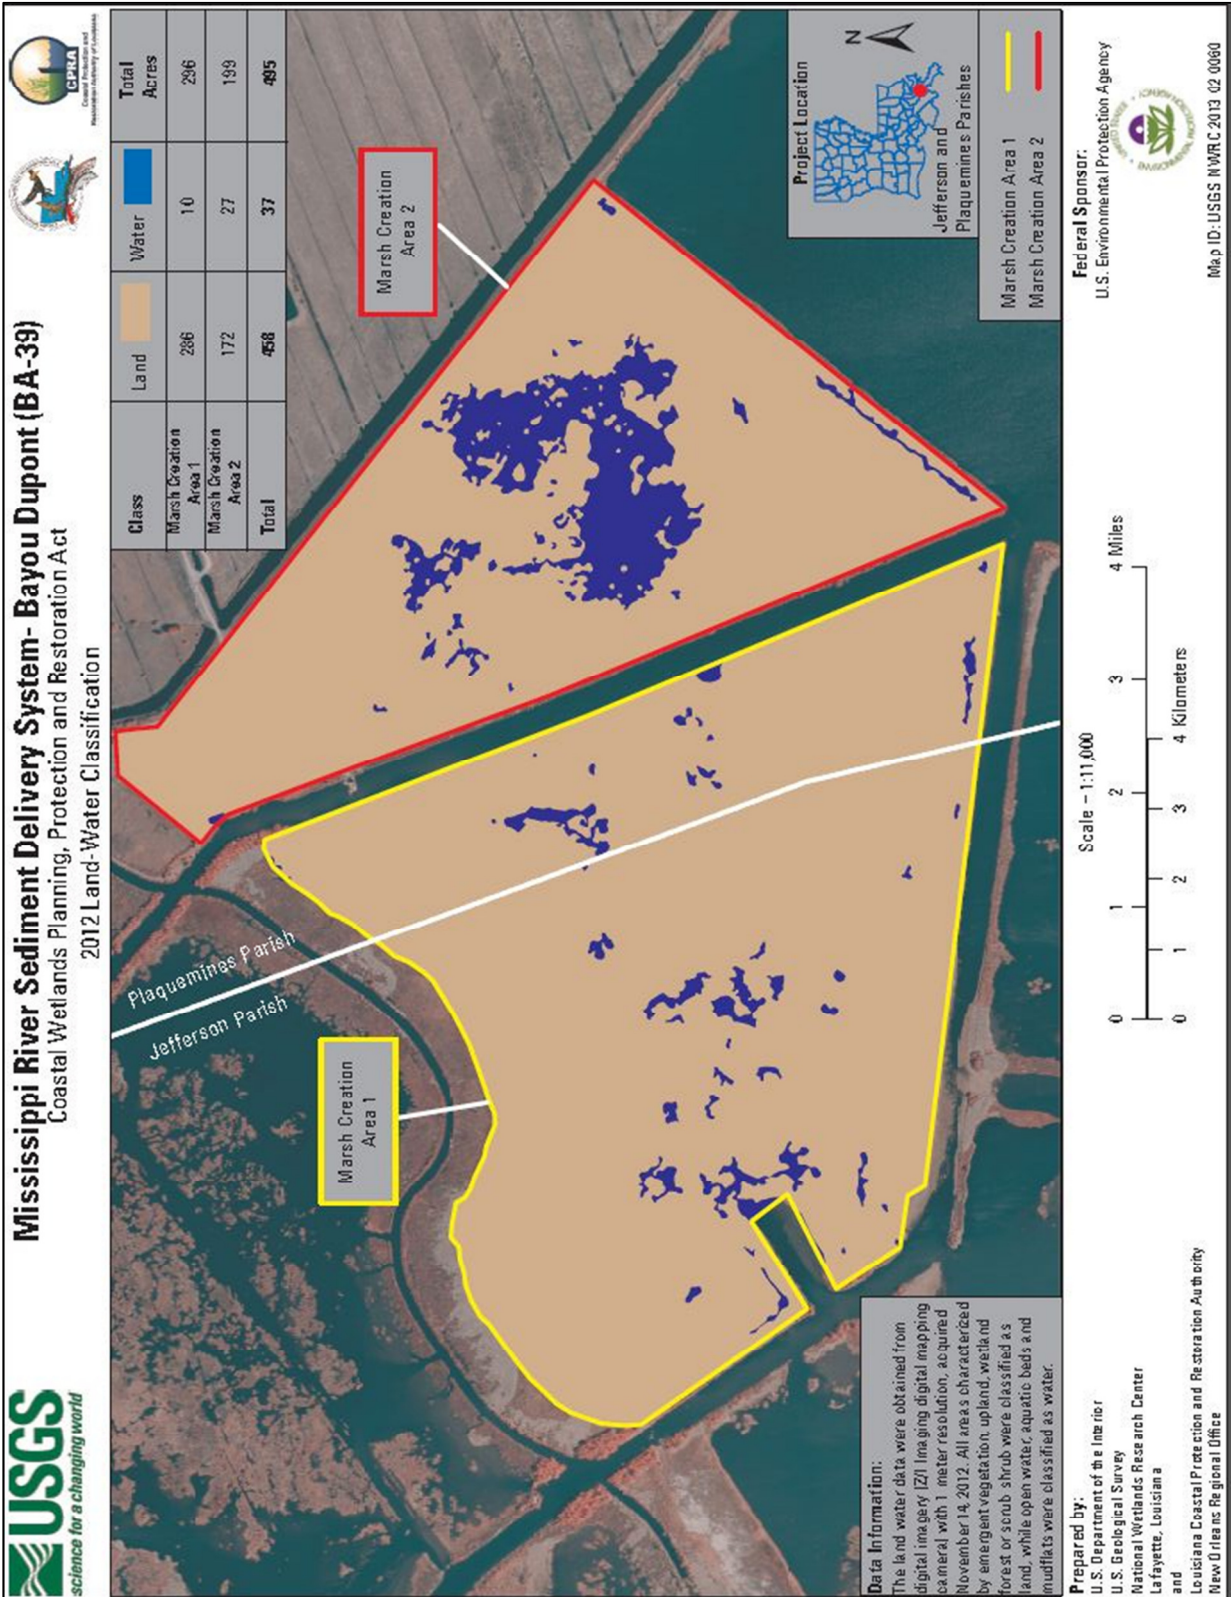 USGS
science for a changing world
Mississippi River Sediment Delivery System- Bayou Dupont (BA-39)
Coastal Wetlands Planning, Protection and Restoration Act
2012 Land-Water Classification
CPRA
Coastal Protection and
Restoration Authority of Louisiana
Class Land Water Total Acres
Marsh Creation Area 1 286 10 296
Marsh Creation Area 2 172 27 199
Total 458 37 495
Plaquemines Parish
Jefferson Parish
Marsh Creation
Area 1
Marsh Creation
Area 2
Project Location
N
Jefferson and
Plaquemines Parishes
Marsh Creation Area 1
Marsh Creation Area 2
Data Information:
The land water data were obtained from
digital imagery [Z/I Imaging digital mapping
camera] with 1 meter resolution, acquired
November 14, 2012. All areas characterized
by emergent vegetation, upland, wetland
forest or scrub shrub were classified as
land, while open water, aquatic beds and
mudflats were classified as water.
Prepared by:
U.S. Department of the Interior
U.S. Geological Survey
National Wetlands Research Center
Lafayette, Louisiana
and
Louisiana Coastal Protection and Restoration Authority
New Orleans Regional Office
Scale - 1:11,000
0 1 2 3 4 Miles
0 1 2 3 4 Kilometers
Federal Sponsor:
U.S. Environmental Protection Agency
Map ID: USGS NWRC 2013 02 0060